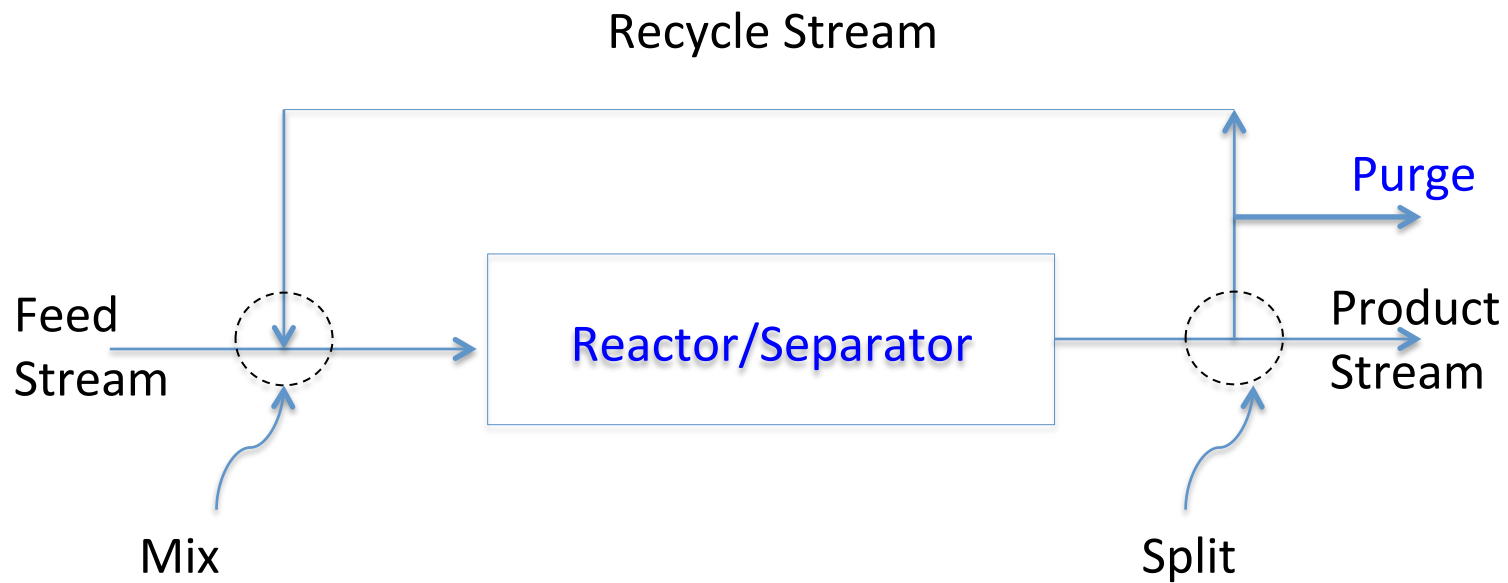 Recycle Stream
Purge
Feed
Stream
Reactor/Separator
Product
Stream
Mix
Split